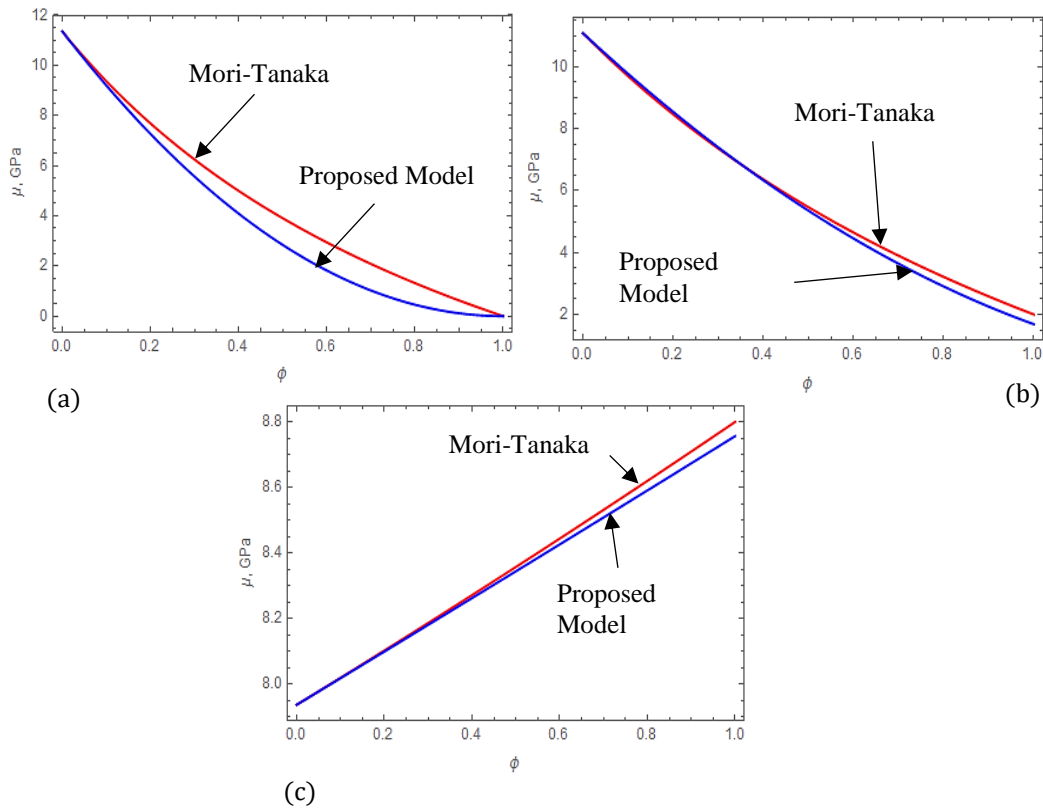 12
10
8
6
4
2
0
μ, GPa
Mori-Tanaka
Proposed Model
0.0 0.2 0.4 0.6 0.8 1.0
ϕ
(a)
10
8
6
4
2
μ, GPa
Mori-Tanaka
Proposed
Model
0.0 0.2 0.4 0.6 0.8 1.0
ϕ
(b)
8.8
8.6
8.4
8.2
8.0
μ, GPa
Mori-Tanaka
Proposed
Model
0.0 0.2 0.4 0.6 0.8 1.0
ϕ
(c)